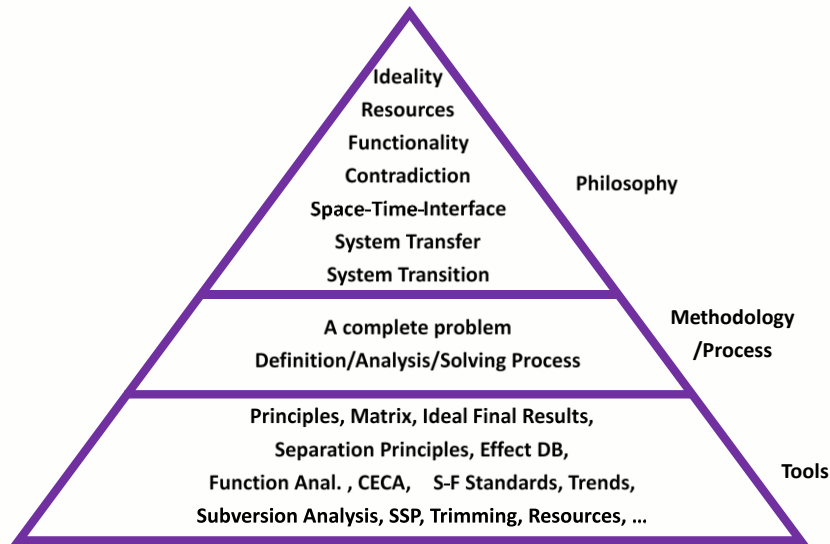 Ideality
Resources
Functionality
Contradiction
Space-Time-Interface
System Transfer
System Transition
Philosophy
A complete problem
Definition/Analysis/Solving Process
Methodology
/Process
Principles, Matrix, Ideal Final Results,
Separation Principles, Effect DB,
Function Anal. , CECA, S-F Standards, Trends,
Subversion Analysis, SSP, Trimming, Resources, ...
Tools